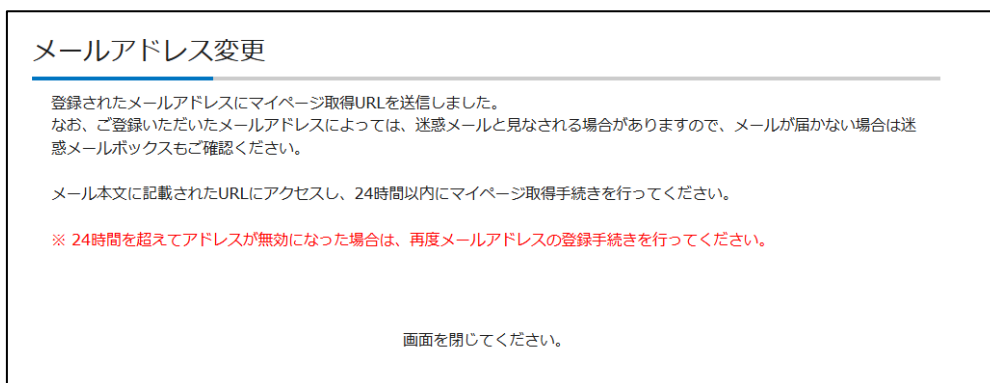 メールアドレス変更
登録されたメールアドレスにマイページ取得URLを送信しました。
なお、ご登録いただいたメールアドレスによっては、迷惑メールと見なされる場合がありますので、メールが届かない場合は迷
惑メールボックスもご確認ください。
メール本文に記載されたURLにアクセスし、24時間以内にマイページ取得手続きを行ってください。
※ 24時間を超えてアドレスが無効になった場合は、再度メールアドレスの登録手続きを行ってください。
画面を閉じてください。